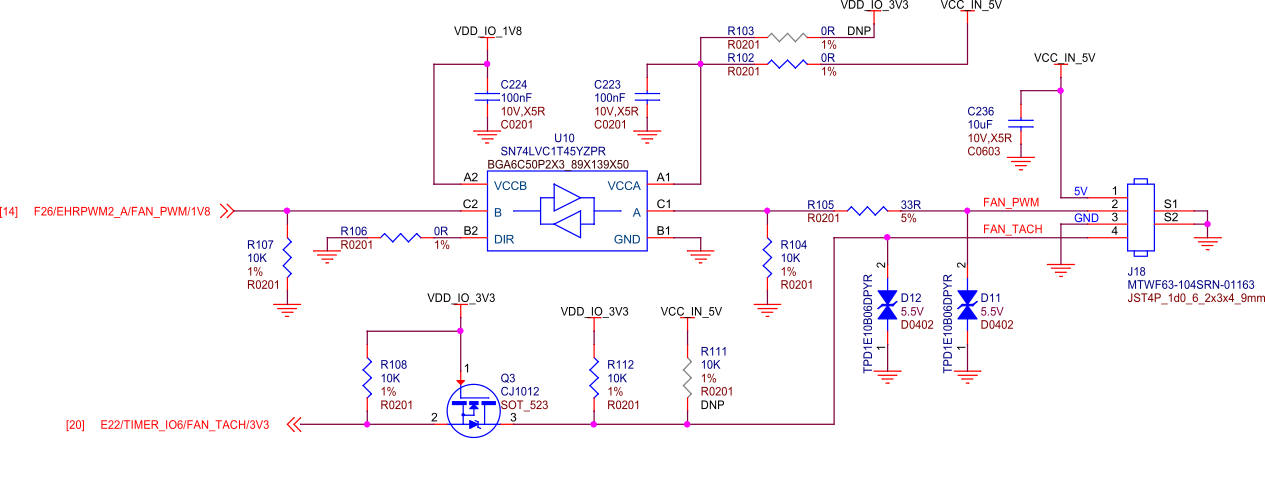 VDD_IO_3V3
VCC_IN_5V
VDD_IO_1V8
R103
0R
DNP
R0201
1%
R102
0R
R0201
1%
VCC_IN_5V
C224
100nF
10V,X5R
C0201
C223
100nF
10V,X5R
C0201
C236
10uF
10V,X5R
C0603
U10
SN74LVC1T45YZPR
BGA6C50P2X3_89X139X50
A2
VCCB
VCCA
A1
C2
B
A
C1
B2
DIR
GND
B1
[14]
F26/EHRPWM2_A/FAN_PWM/1V8
R106
0R
R0201
1%
R107
10K
1%
R0201
R105
33R
R0201
5%
R104
10K
1%
R0201
5V
1
FAN_PWM
2
GND
3
FAN_TACH
4
S1
S2
J18
MTWF63-104SRN-01163
JST4P_1d0_6_2x3x4_9mm
2
TPD1E10B06DPYR
D12
5.5V
D0402
1
2
TPD1E10B06DPYR
D11
5.5V
D0402
1
VDD_IO_3V3
VDD_IO_3V3
VCC_IN_5V
R108
10K
1%
R0201
1
Q3
CJ1012
SOT_523
2
3
R112
10K
1%
R0201
R111
10K
1%
R0201
DNP
[20]
E22/TIMER_IO6/FAN_TACH/3V3